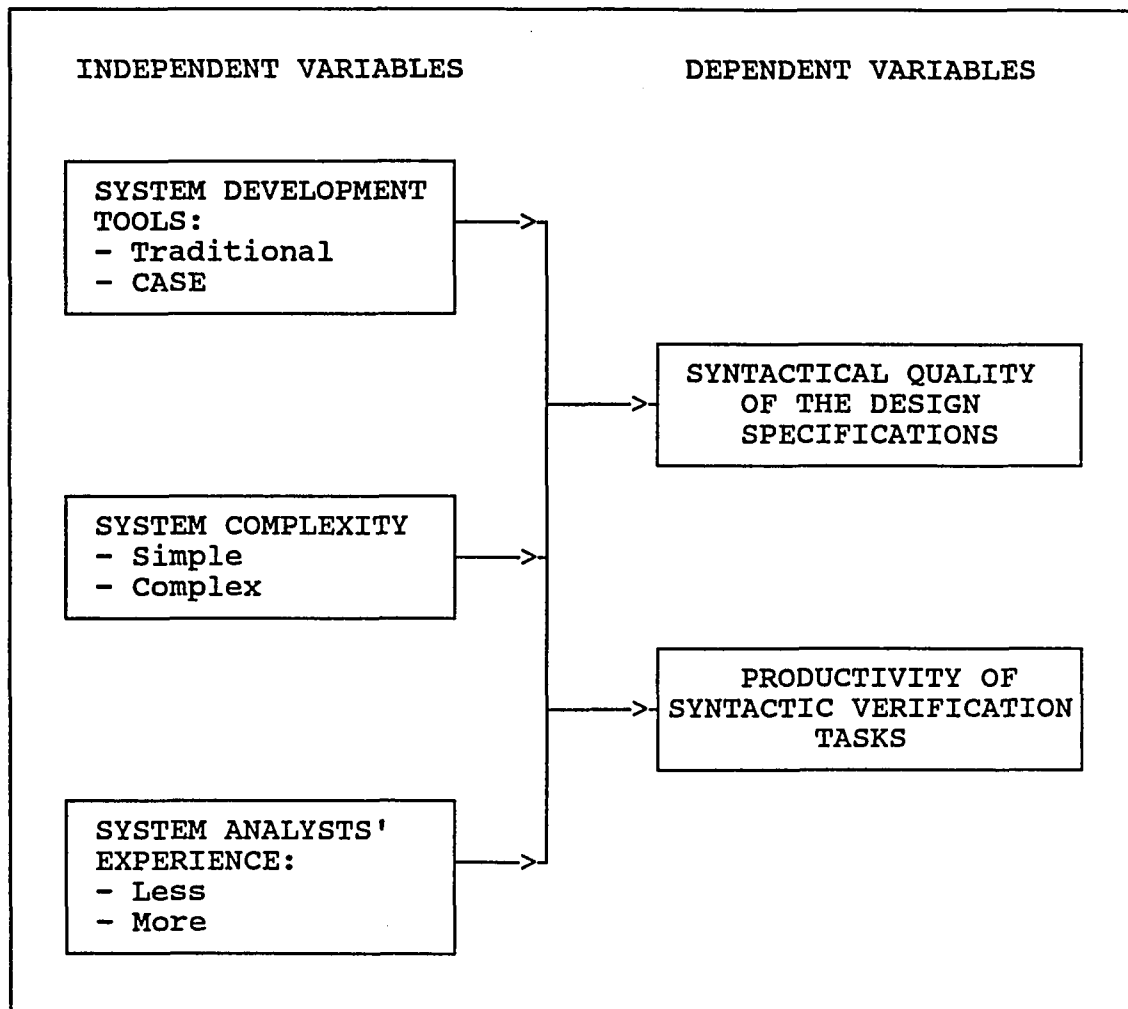 INDEPENDENT VARIABLES
DEPENDENT VARIABLES
SYSTEM DEVELOPMENT
TOOLS:
- Traditional
- CASE
SYNTACTICAL QUALITY
OF THE DESIGN
SPECIFICATIONS
SYSTEM COMPLEXITY
- Simple
- Complex
PRODUCTIVITY OF
SYNTACTIC VERIFICATION
TASKS
SYSTEM ANALYSTS'
EXPERIENCE:
- Less
- More